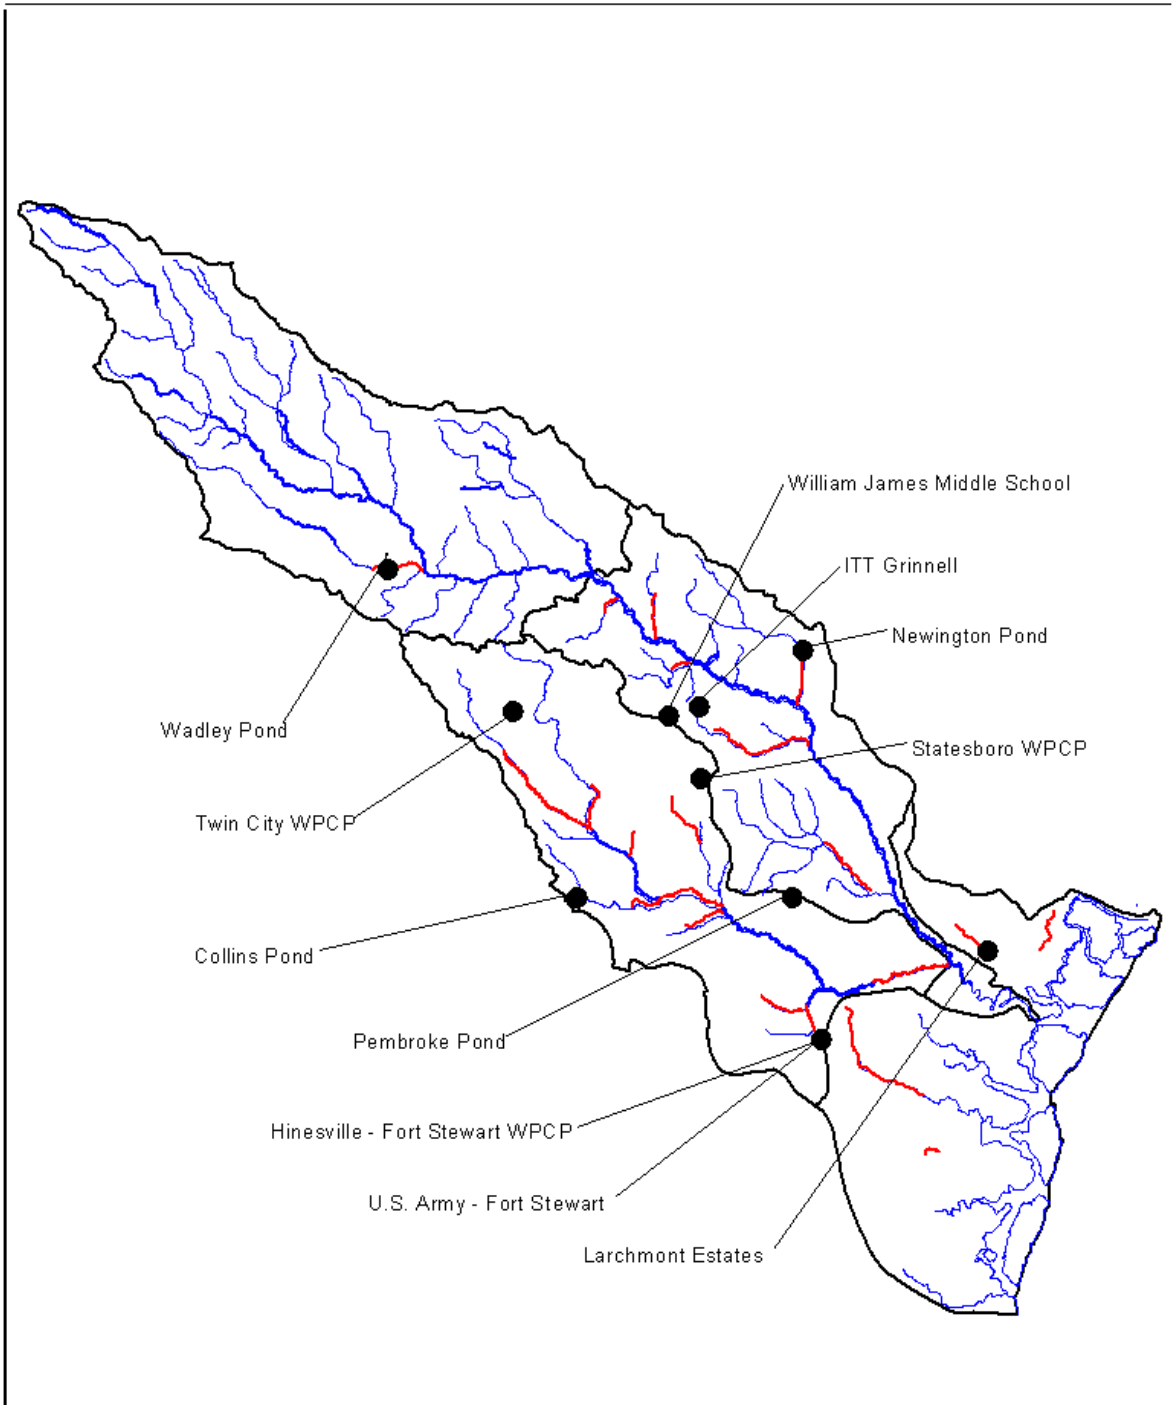 William James Middle School
ITT Grinnell
Newington Pond
Wadley Pond
Statesboro WPCP
Twin City WPCP
Collins Pond
Pembroke Pond
Hinesville - Fort Stewart WPCP
U.S. Army - Fort Stewart
Larchmont Estates